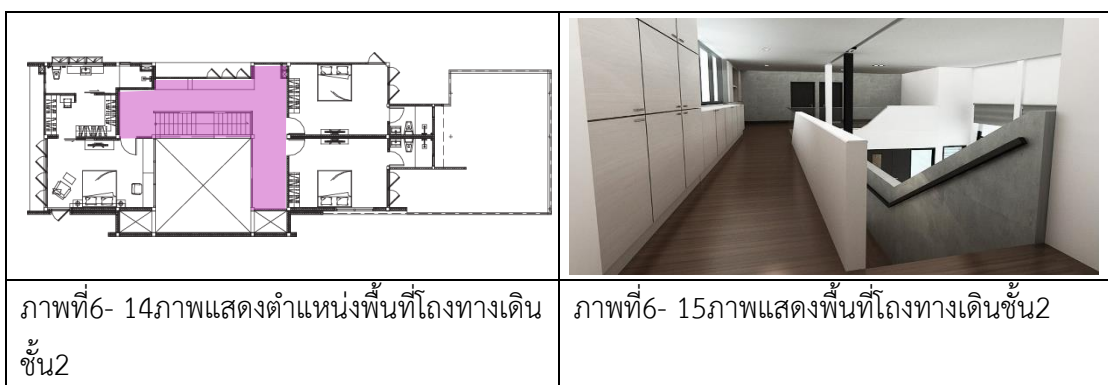 ภาพที่6- 14ภาพแสดงตำแหน่งพื้นที่โถงทางเดิน
ชั้น2
ภาพที่6- 15ภาพแสดงพื้นที่โถงทางเดินชั้น2